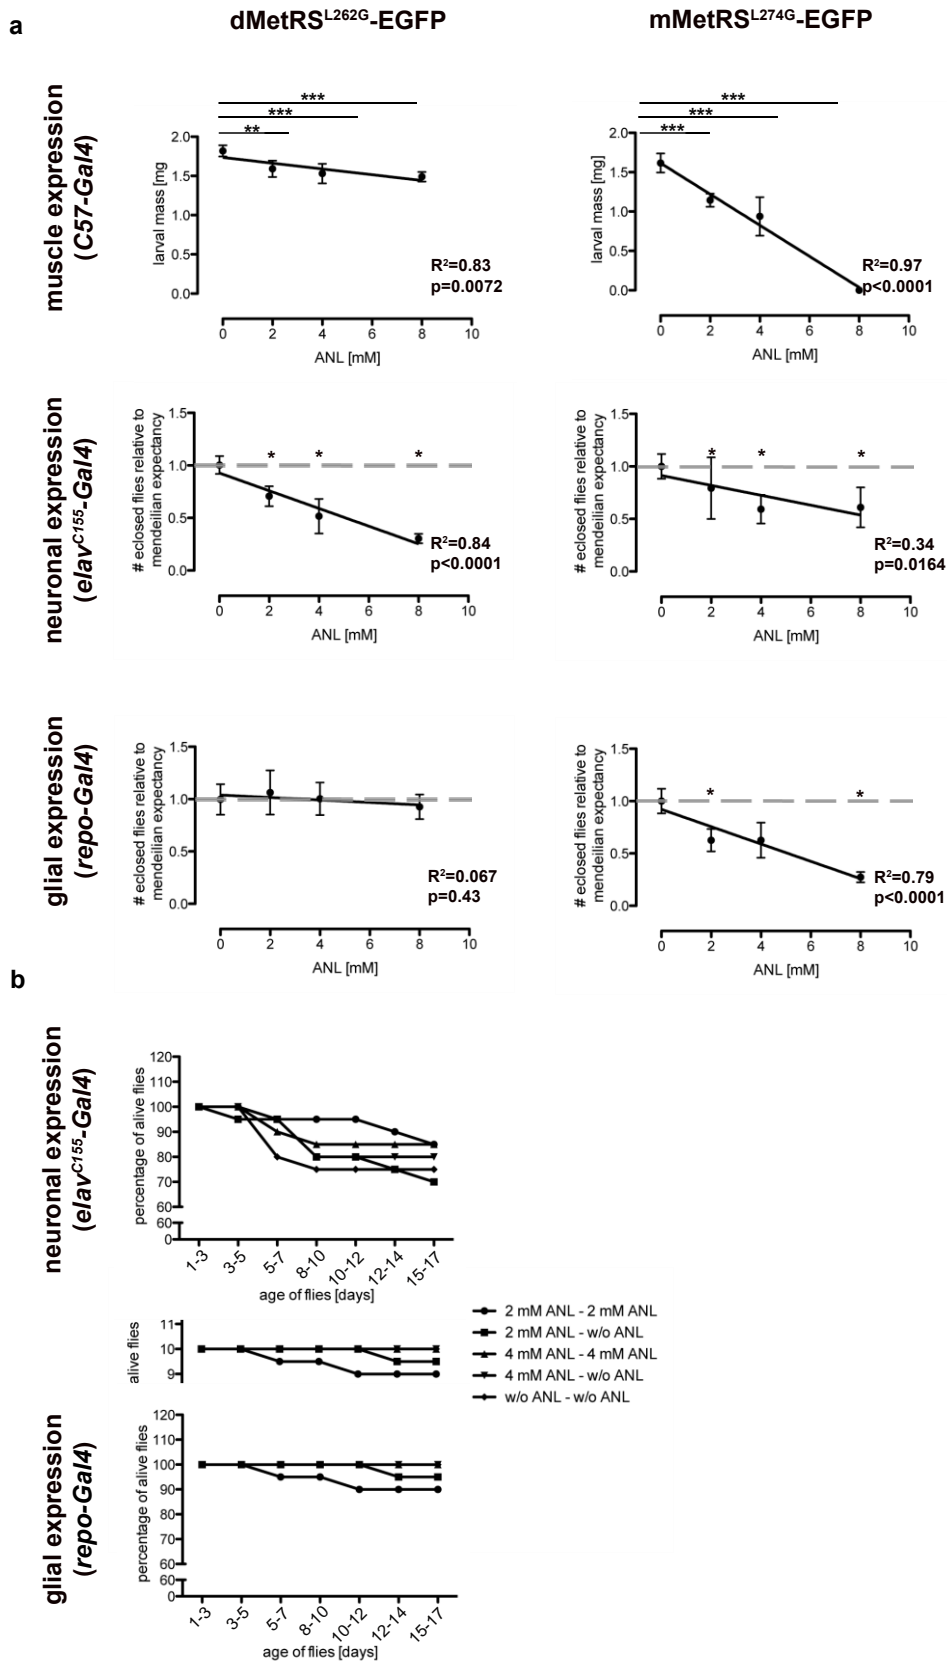 a
dMetRS^L262G-EGFP
mMetRS^L274G-EGFP
muscle expression
(C57-Gal4)
***
***
**
2.0
1.5
1.0
0.5
0.0
larval mass [mg
R²=0.83
p=0.0072
0 2 4 6 8 10
ANL [mM]
***
***
***
2.0
1.5
1.0
0.5
0.0
larval mass [mg]
R²=0.97
p<0.0001
0 2 4 6 8 10
ANL [mM]
neuronal expression
(elav^C155-Gal4)
# eclosed flies relative to
mendeilian expectancy
1.5
1.0
0.5
0.0
* * *
R²=0.84
p<0.0001
0 2 4 6 8 10
ANL [mM]
# eclosed flies relative to
mendeilian expectancy
1.5
1.0
0.5
0.0
* * *
R²=0.34
p=0.0164
0 2 4 6 8 10
ANL [mM]
glial expression
(repo-Gal4)
# eclosed flies relative to
mendeilian expectancy
1.5
1.0
0.5
0.0
R²=0.067
p=0.43
0 2 4 6 8 10
ANL [mM]
# eclosed flies relative to
mendeilian expectancy
1.5
1.0
0.5
0.0
* *
R²=0.79
p<0.0001
0 2 4 6 8 10
ANL [mM]
b
neuronal expression
(elav^C155-Gal4)
percentage of alive flies
120
110
100
90
80
70
60
60
0
1-3 3-5 5-7 8-10 10-12 12-14 15-17
age of flies [days]
alive flies
11
10
9
2 mM ANL - 2 mM ANL
2 mM ANL - w/o ANL
4 mM ANL - 4 mM ANL
4 mM ANL - w/o ANL
w/o ANL - w/o ANL
glial expression
(repo-Gal4)
percentage of alive flies
120
110
100
90
80
70
60
60
0
1-3 3-5 5-7 8-10 10-12 12-14 15-17
age of flies [days]